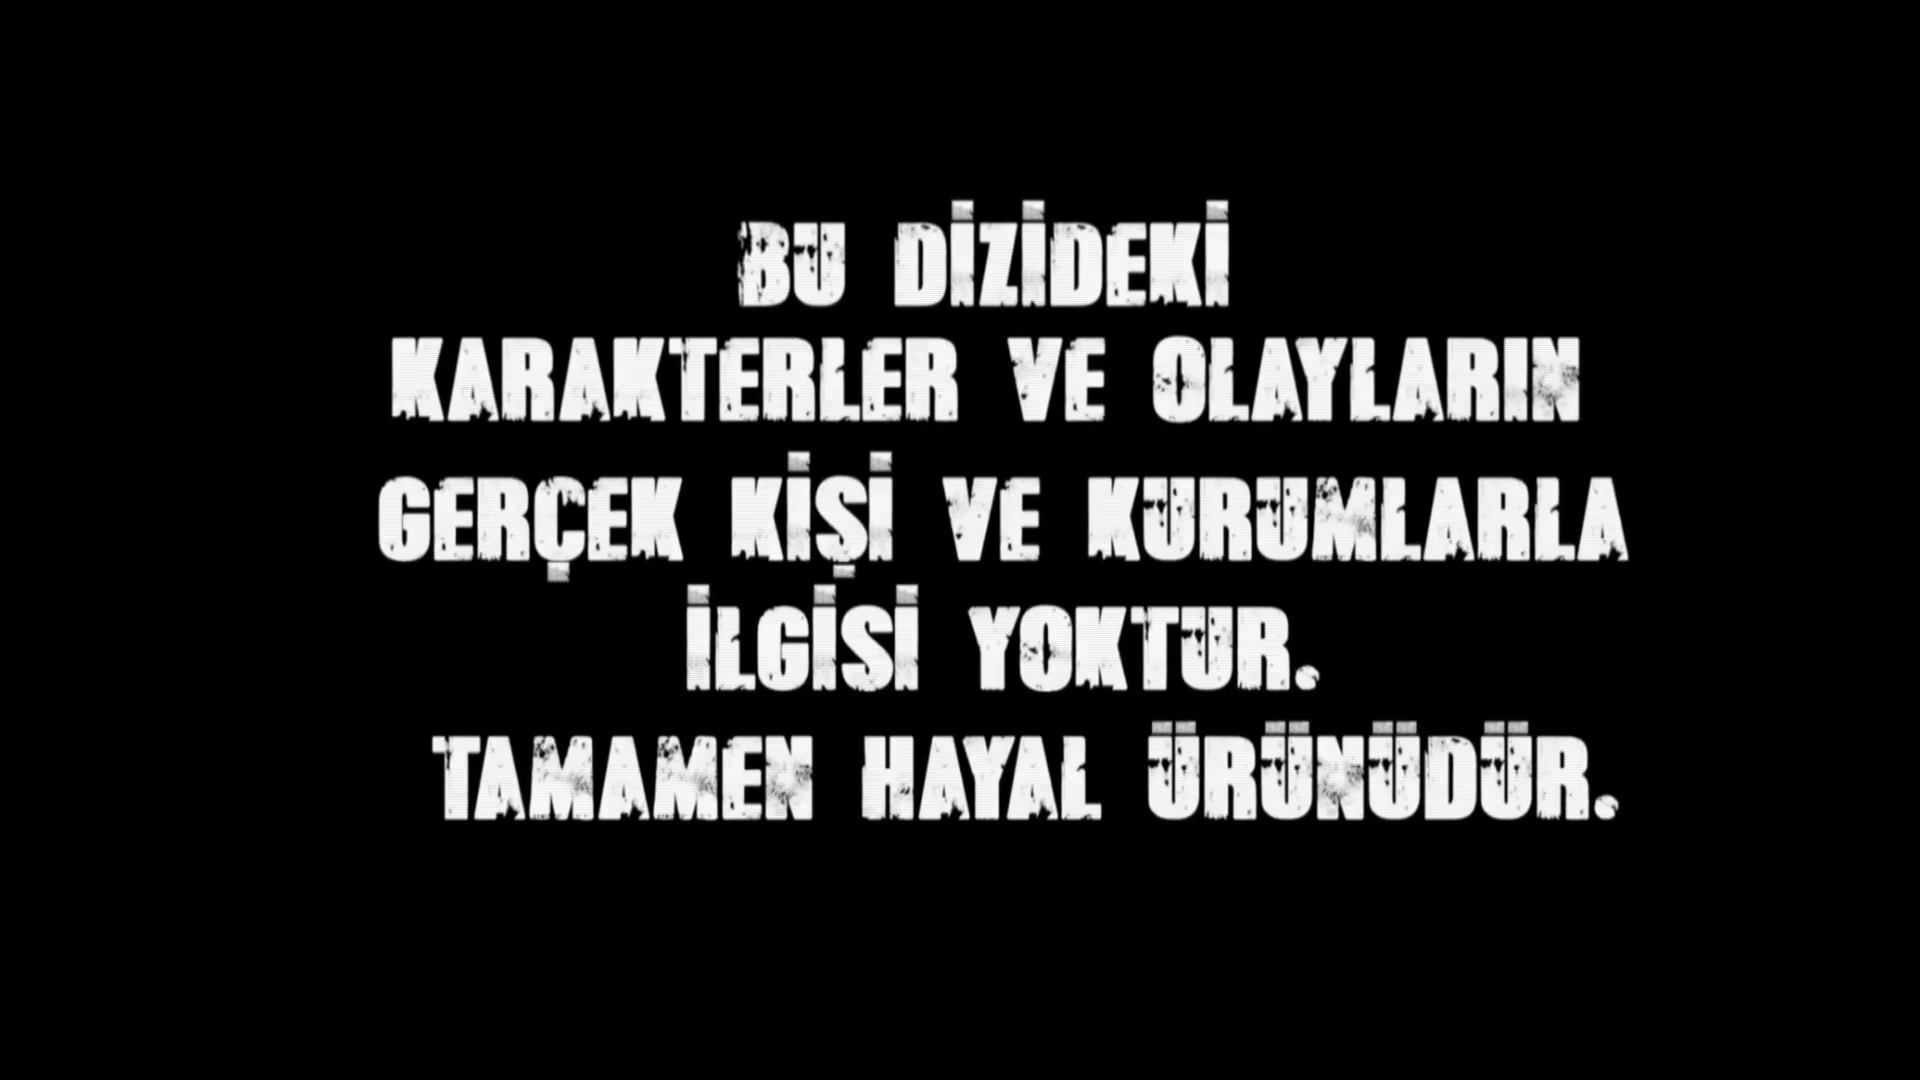 BU DİZİDEKİ
KARAKTERLER VE OLAYLARIN
GERÇEK KİŞİ VE KURUMLARLA
İLGİSİ YOKTUR.
TAMAMEN HAYAL ÜRÜNÜDÜR.